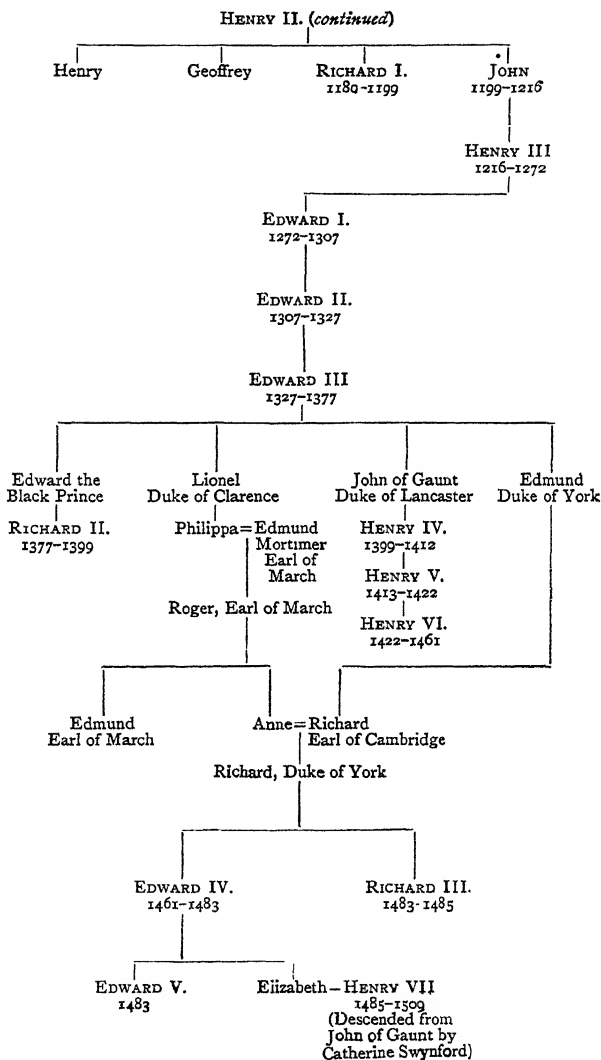 HENRY II. (continued)
Henry Geoffrey RICHARD I. JOHN
1189-1199 1199-1216
HENRY III
1216-1272
EDWARD I.
1272-1307
EDWARD II.
1307-1327
EDWARD III
1327-1377
Edward the Lionel John of Gaunt Edmund
Black Prince Duke of Clarence Duke of Lancaster Duke of York
RICHARD II. Philippa=Edmund HENRY IV.
1377-1399 Mortimer 1399-1412
Earl of
March HENRY V.
1413-1422
Roger, Earl of March HENRY VI.
1422-1461
Edmund Anne=Richard
Earl of March Earl of Cambridge
Richard, Duke of York
EDWARD IV. RICHARD III.
1461-1483 1483-1485
EDWARD V. Elizabeth–HENRY VII
1483 1485-1509
(Descended from
John of Gaunt by
Catherine Swynford)